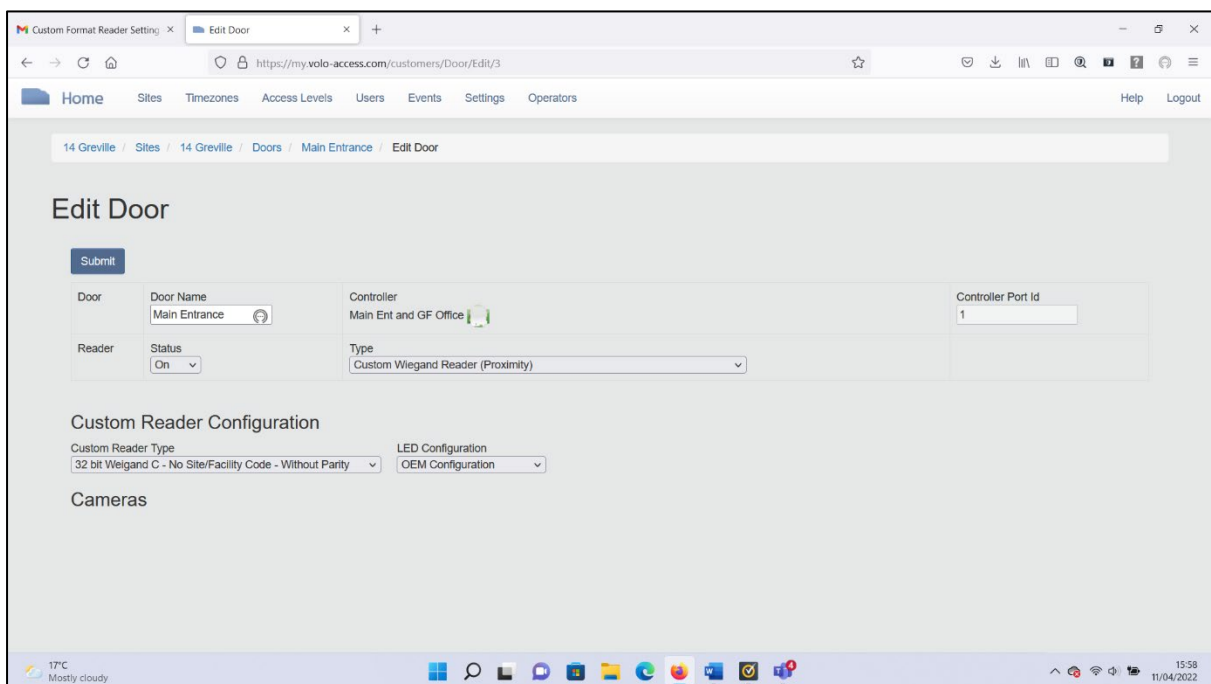 Custom Format Reader Setting
Edit Door
https://my.volo-access.com/customers/Door/Edit/3
Home Sites Timezones Access Levels Users Events Settings Operators Help Logout
14 Greville / Sites / 14 Greville / Doors / Main Entrance / Edit Door
Edit Door
Submit
Door Door Name Controller Controller Port Id
Main Entrance Main Ent and GF Office 1
Reader Status Type
On Custom Wiegand Reader (Proximity)
Custom Reader Configuration
Custom Reader Type LED Configuration
32 bit Weigand C - No Site/Facility Code - Without Parity OEM Configuration
Cameras
17°C
Mostly cloudy
4
15:58
11/04/2022